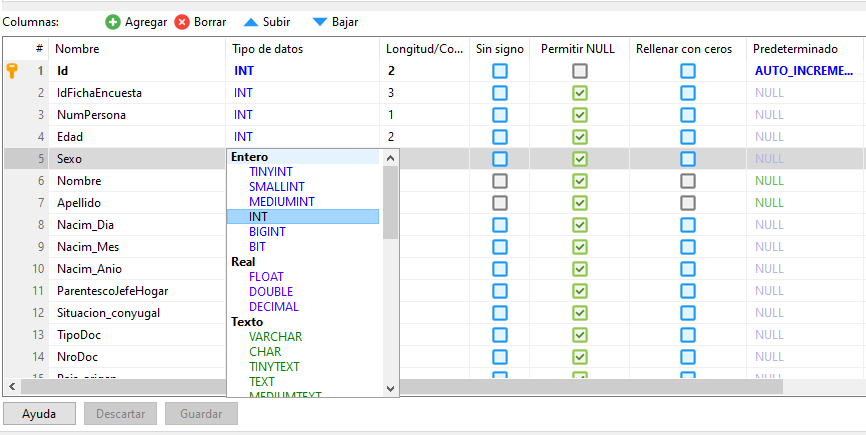 Columnas: Agregar Borrar Subir Bajar
# Nombre Tipo de datos Longitud/Co... Sin signo Permitir NULL Rellenar con ceros Predeterminado
1 Id INT 2 AUTO_INCREME...
2 IdFichaEncuesta INT 3 NULL
3 NumPersona INT 1 NULL
4 Edad INT 2 NULL
5 Sexo Entero NULL
TINYINT
6 Nombre SMALLINT NULL
7 Apellido MEDIUMINT NULL
INT
8 Nacim_Dia BIGINT NULL
9 Nacim_Mes BIT NULL
Real
10 Nacim_Anio FLOAT NULL
11 ParentescoJefeHogar DOUBLE NULL
12 Situacion_conyugal DECIMAL NULL
Texto
13 TipoDoc VARCHAR NULL
14 NroDoc CHAR NULL
TINYTEXT
15 Pais_origen TEXT NULL
MEDIUMTEXT
Ayuda Descartar Guardar